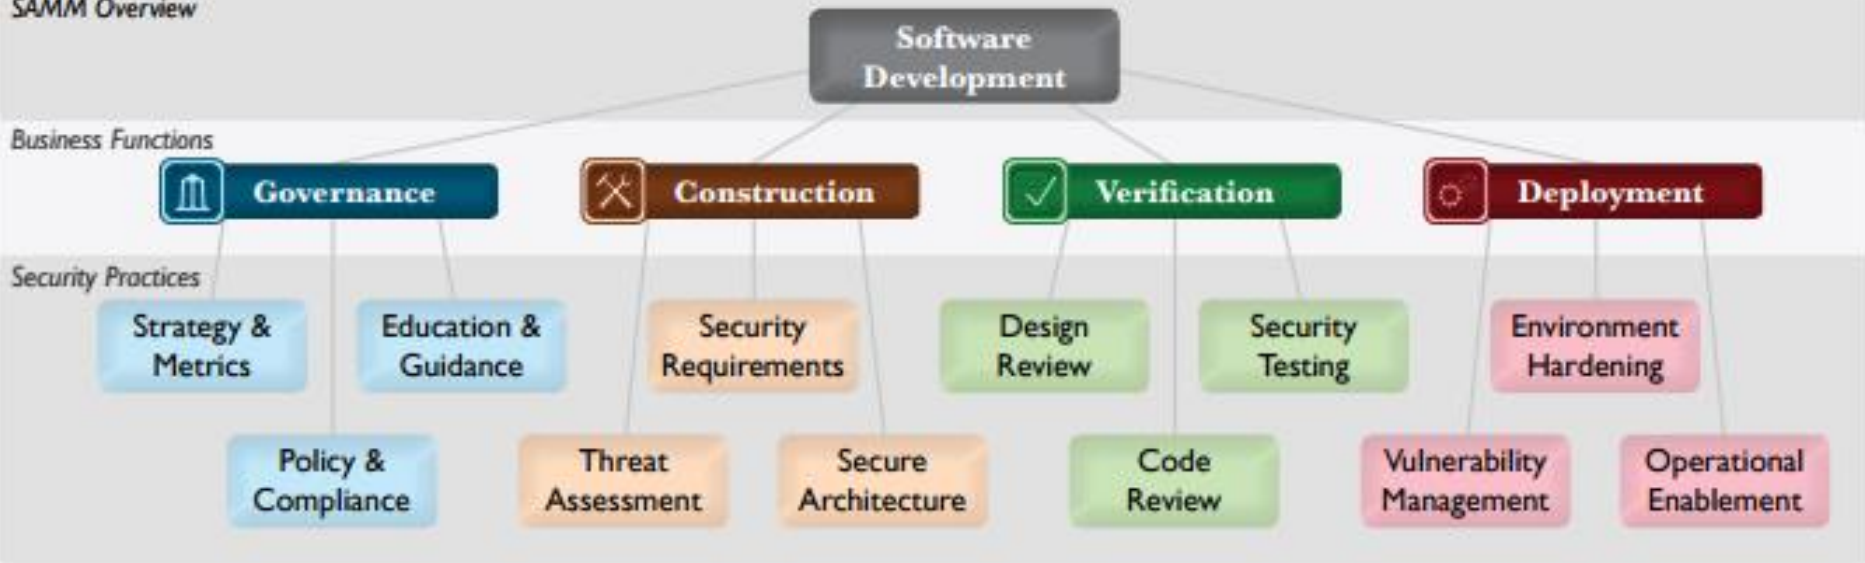 SAMM Overview
Software
Development
Business Functions
Governance
Construction
Verification
Deployment
Security Practices
Strategy &
Metrics
Education &
Guidance
Security
Requirements
Design
Review
Security
Testing
Environment
Hardening
Policy &
Compliance
Threat
Assessment
Secure
Architecture
Code
Review
Vulnerability
Management
Operational
Enablement